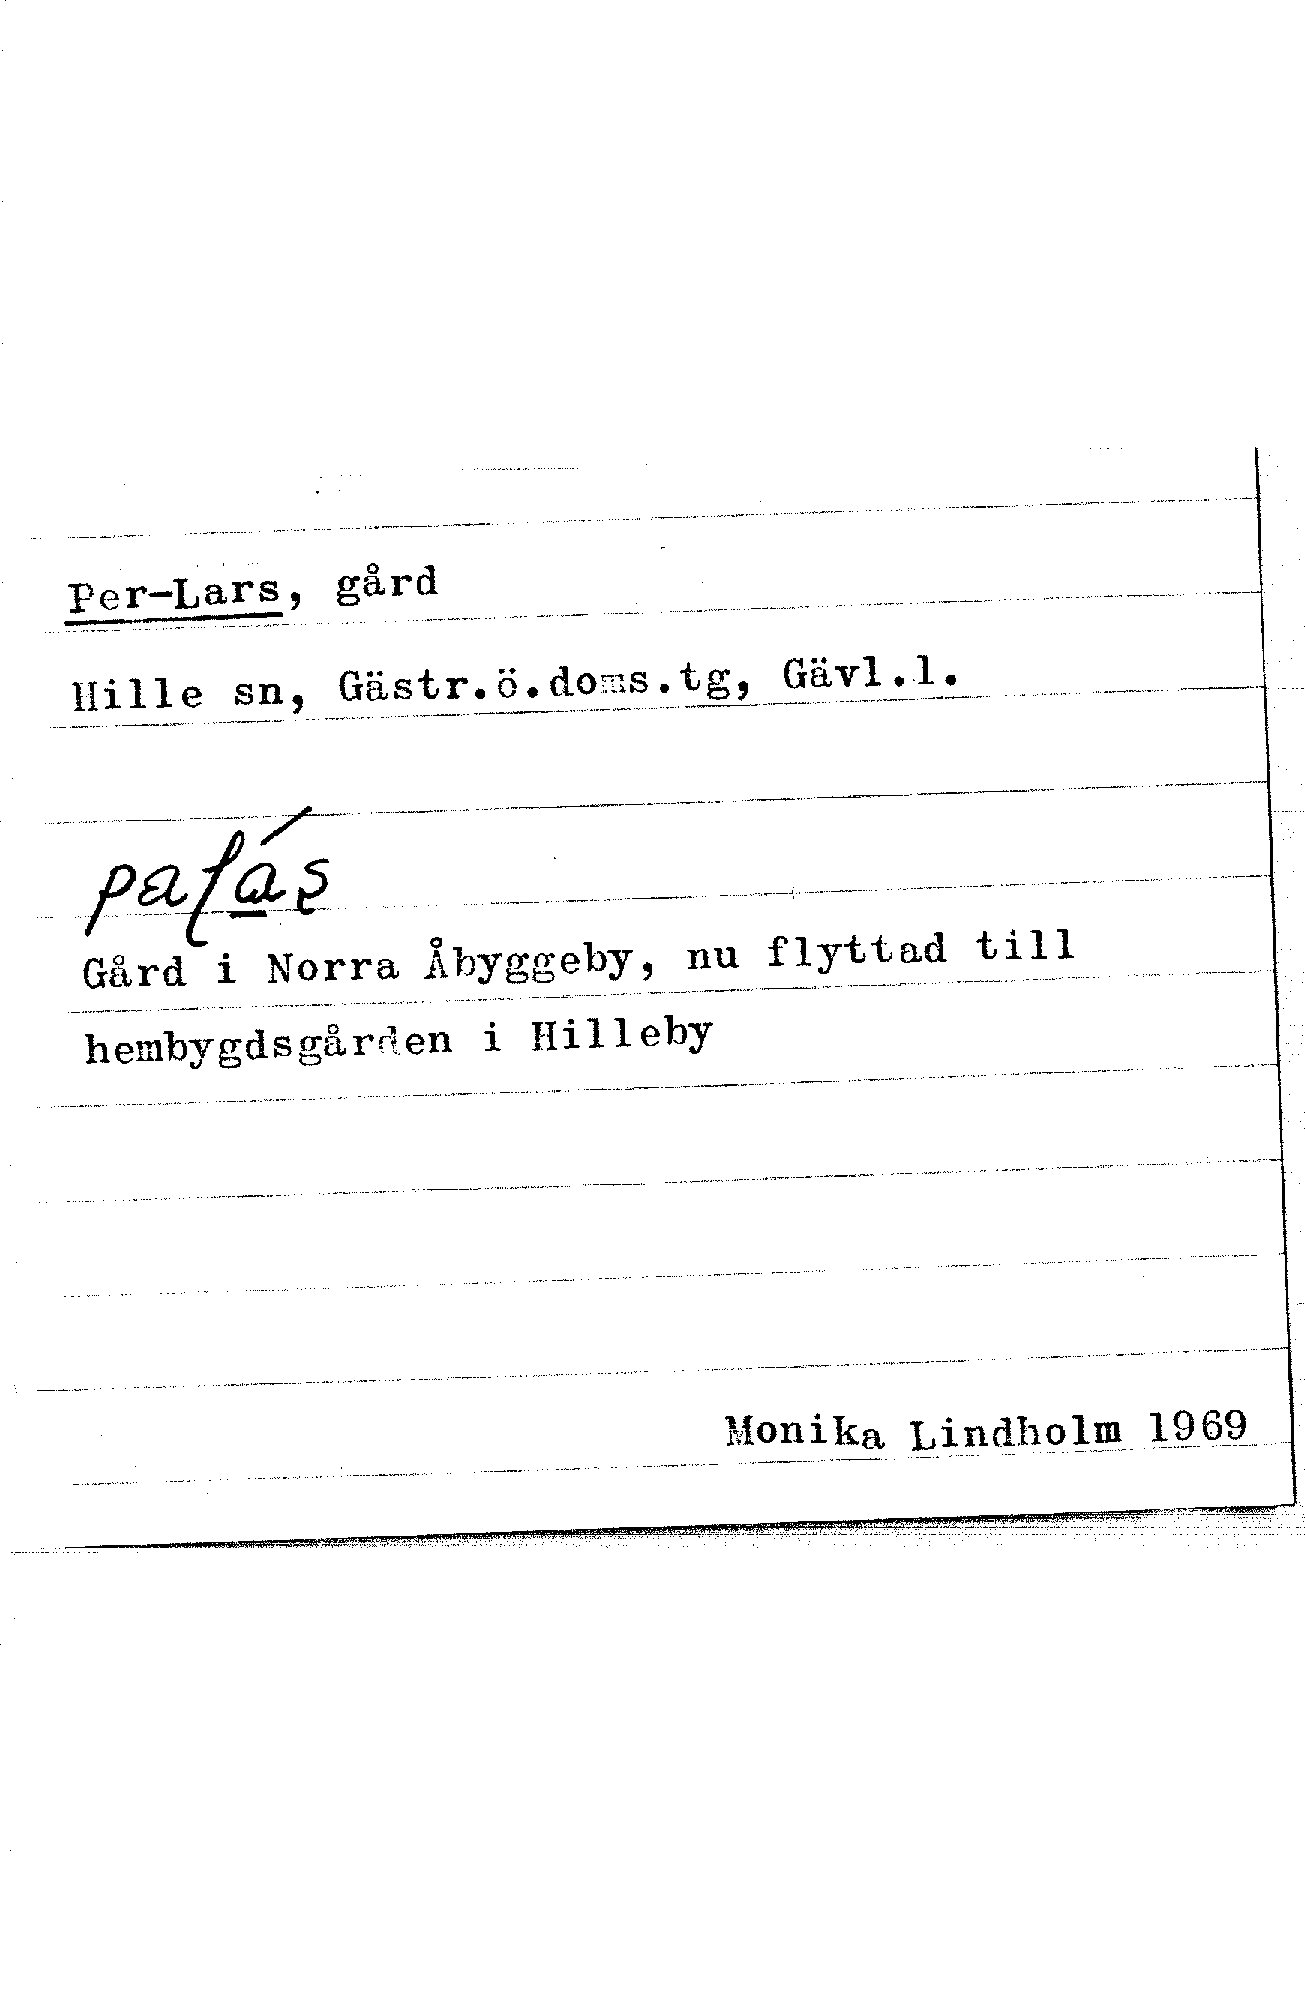 Per-Lars, gård
Hille sn, Gästr.ö.doms.tg, Gävl.l.
palás
Gård i Norra Åbyggeby, nu flyttad till
hembygdsgården i Hilleby
Monika Lindholm 1969